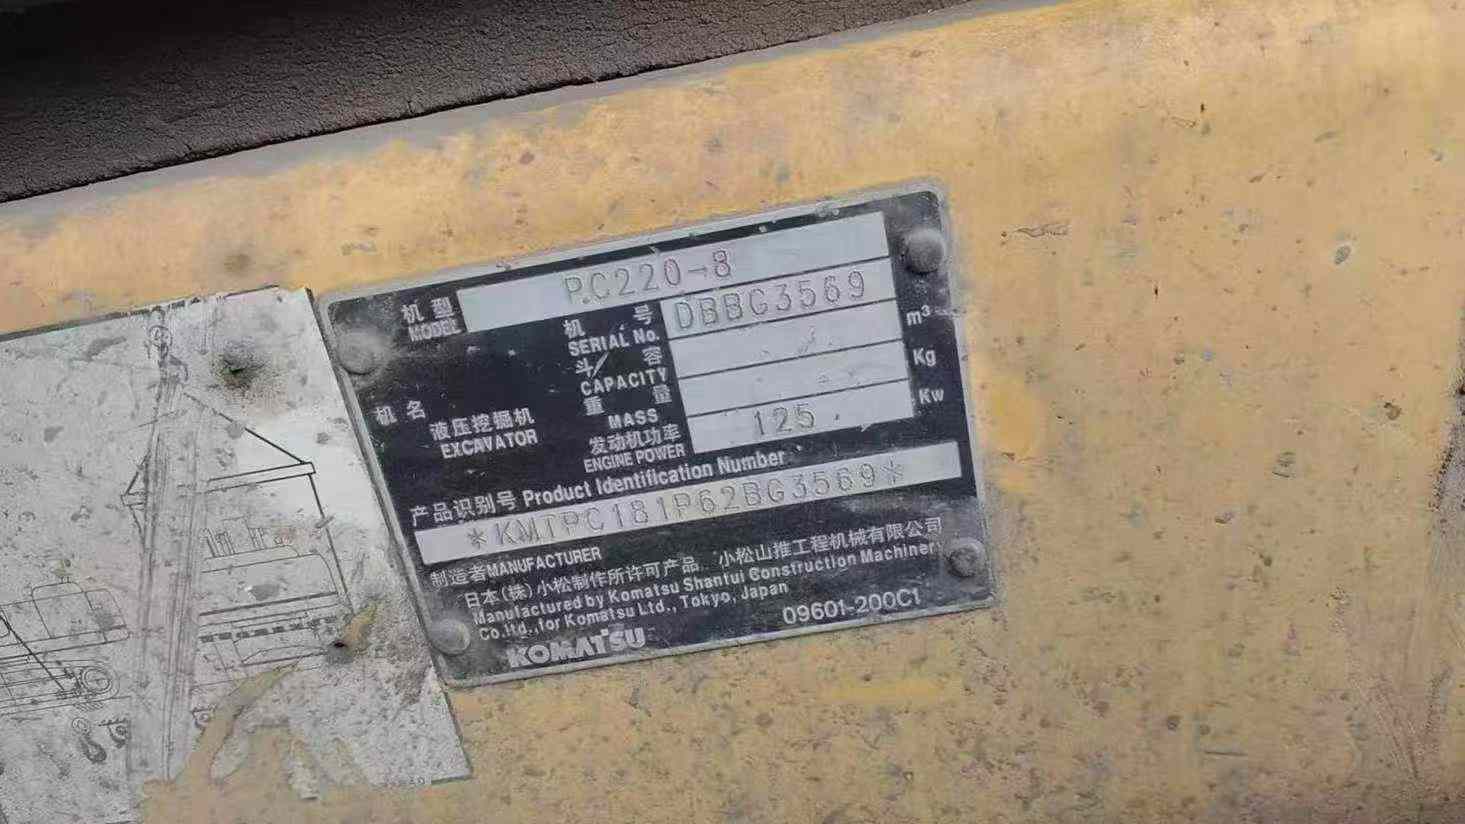 机型 MODEL PC220-8
机号 SERIAL No. DBBG3569
斗容 CAPACITY m³
机名 液压挖掘机 EXCAVATOR
重量 MASS Kg
发动机功率 ENGINE POWER 125 Kw
产品识别号 Product Identification Number
*KMTPC181P62BG3569*
制造者MANUFACTURER
日本(株)小松制作所许可产品 小松山推工程机械有限公司
Manufactured by Komatsu Shantui Construction Machinery
Co.ltd.,for Komatsu Ltd., Tokyo, Japan
09601-200C1
KOMATSU